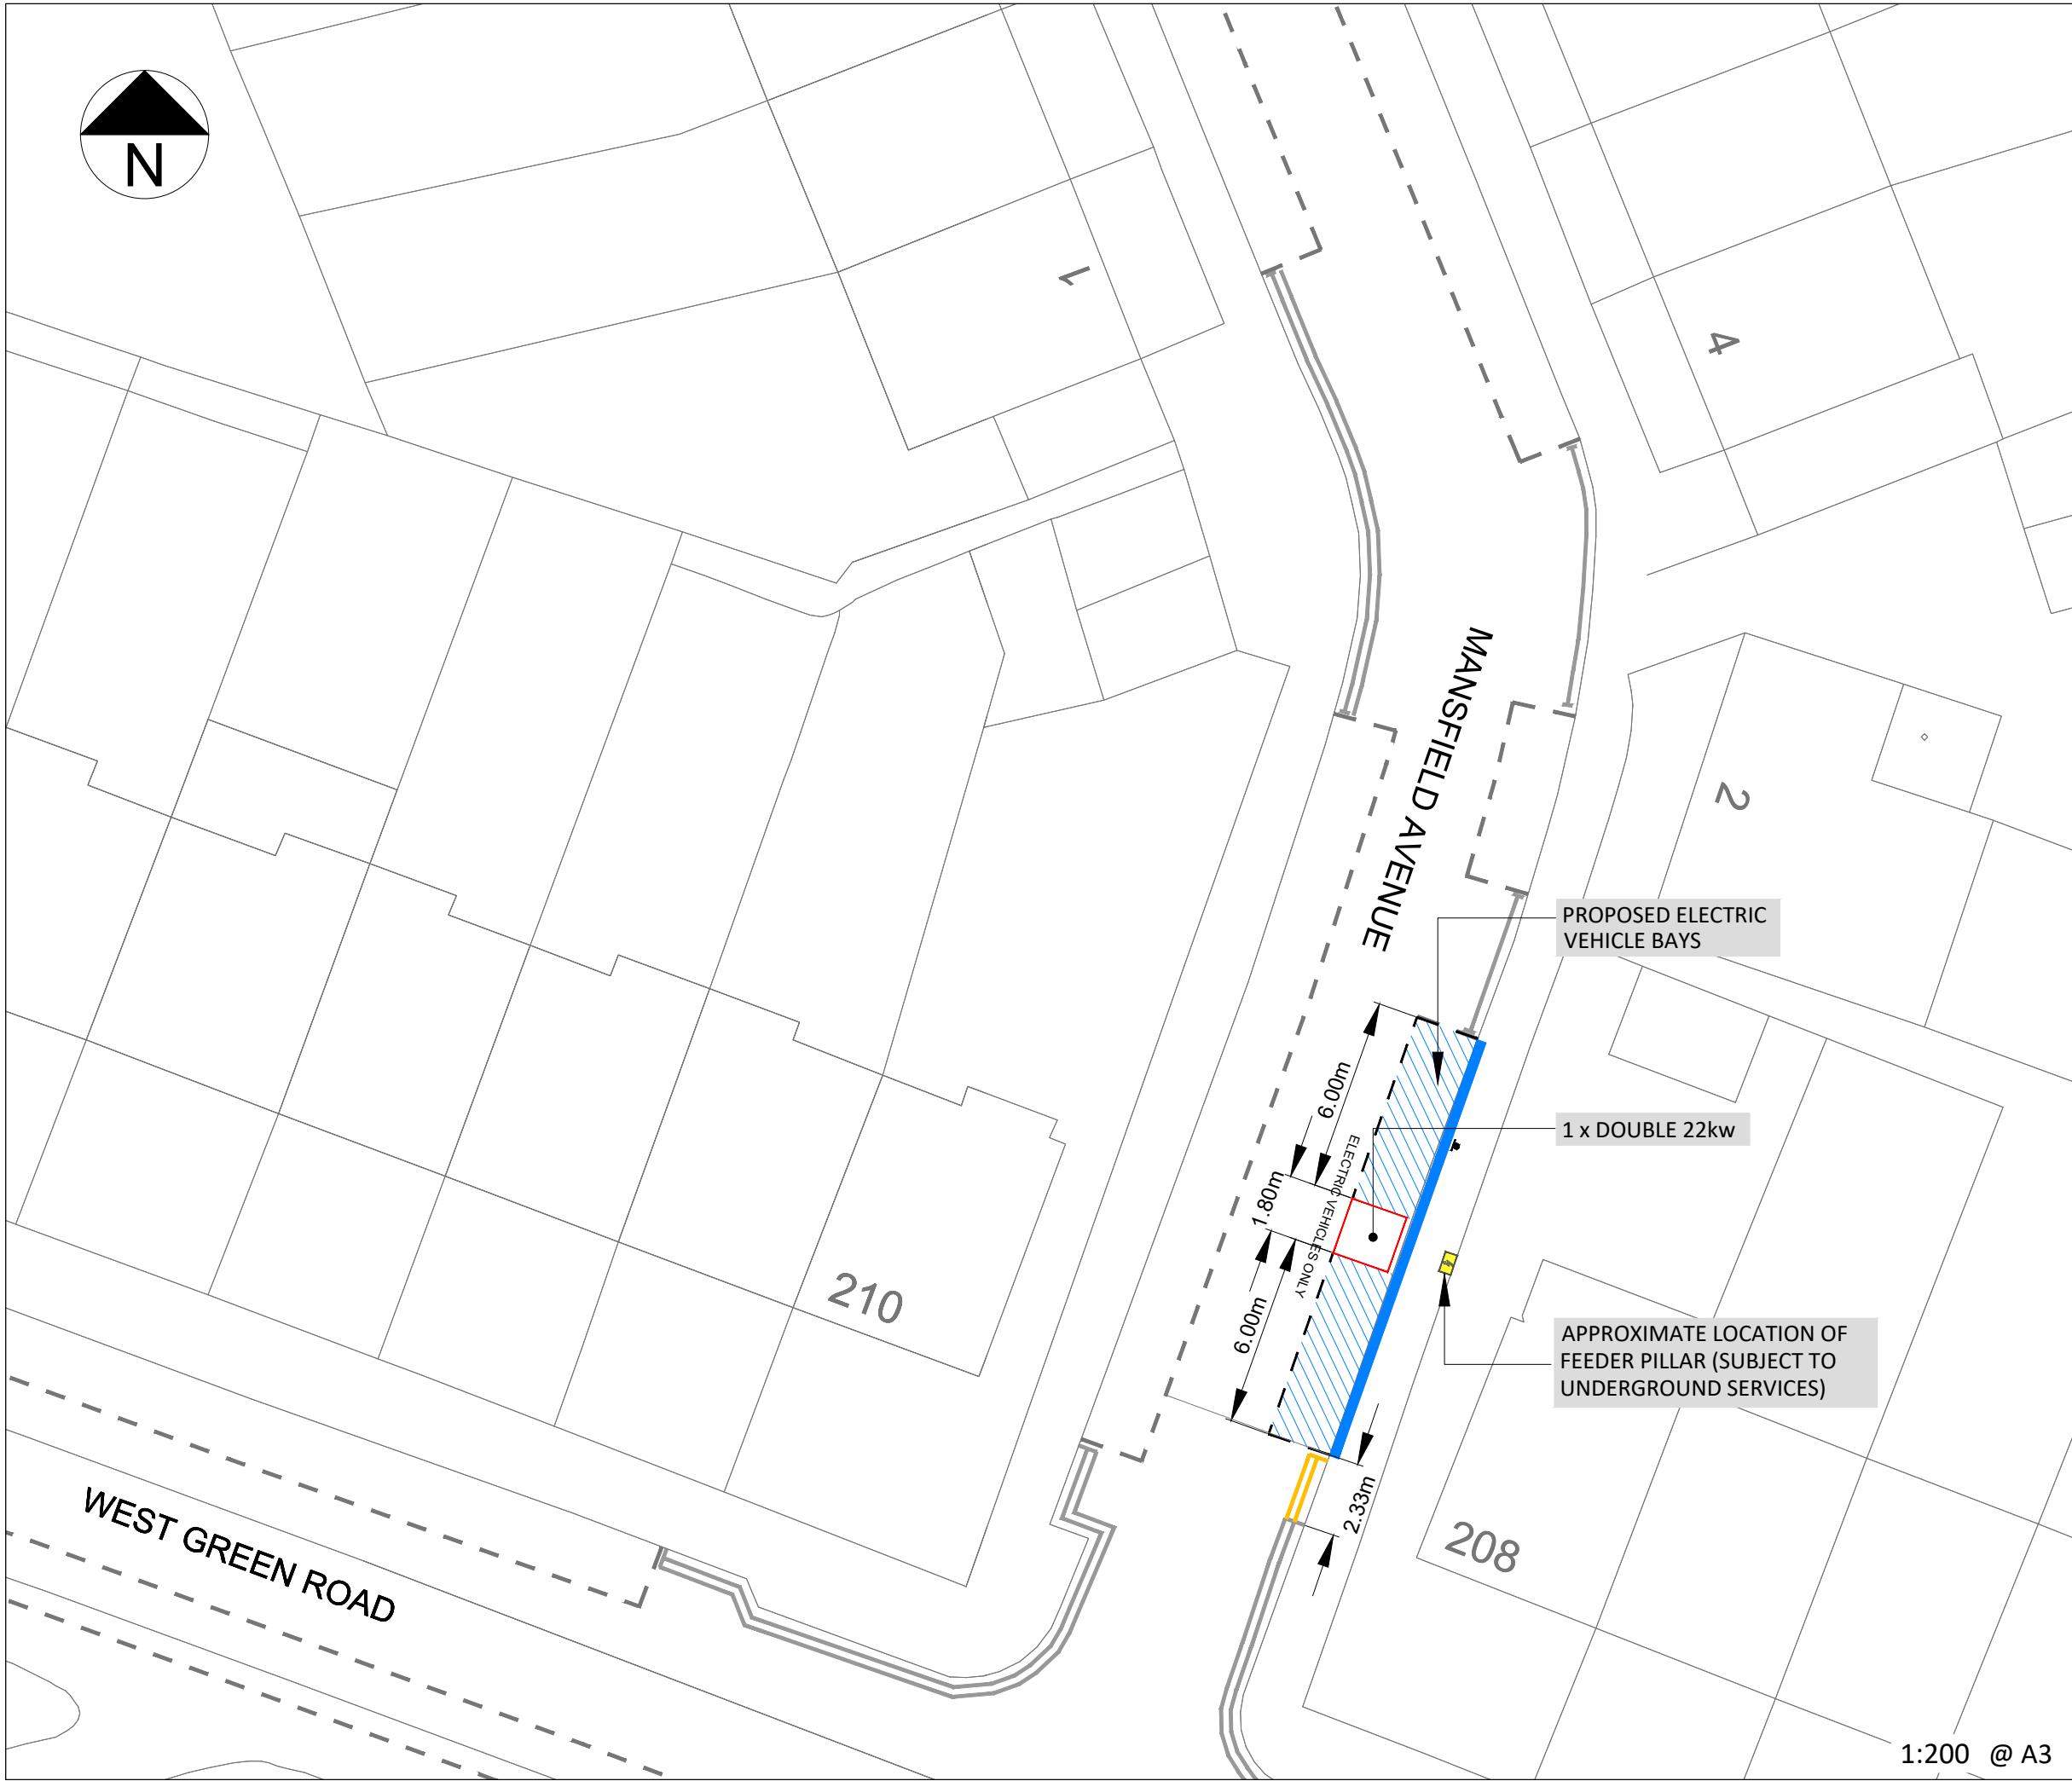 N
1
4
MANSFIELD AVENUE
2
PROPOSED ELECTRIC
VEHICLE BAYS
6.00m
1 x DOUBLE 22kw
ELECTRIC VEHICLES ONLY
1.80m
6.00m
210
APPROXIMATE LOCATION OF
FEEDER PILLAR (SUBJECT TO
UNDERGROUND SERVICES)
2.33m
WEST GREEN ROAD
208
1:200 @ A3